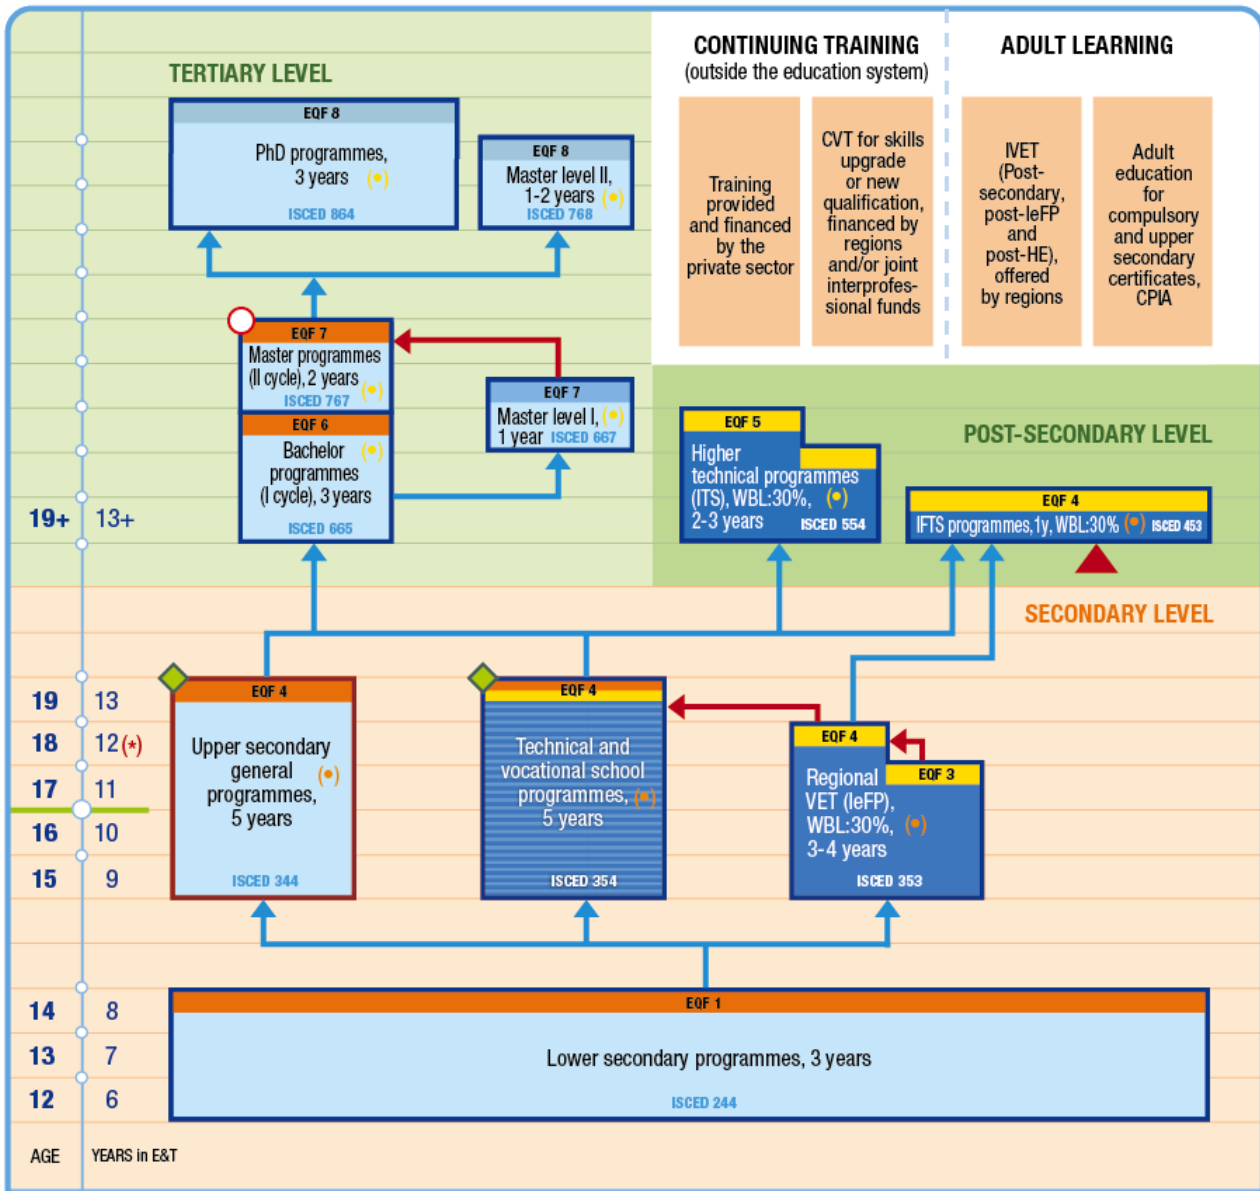 CONTINUING TRAINING
(outside the education system)
ADULT LEARNING
TERTIARY LEVEL
EQF 8
PhD programmes,
3 years (•)
ISCED 864
EQF 8
Master level II,
1-2 years (•)
ISCED 768
Training
provided
and financed
by the
private sector
CVT for skills
upgrade
or new
qualification,
financed by
regions
and/or joint
interprofes-
sional funds
IVET
(Post-
secondary,
post-IeFP
and
post-HE),
offered
by regions
Adult
education
for
compulsory
and upper
secondary
certificates,
CPIA
EQF 7
Master programmes
(II cycle), 2 years
(•)
ISCED 767
EQF 6
Bachelor (•)
programmes
(I cycle), 3 years
ISCED 665
EQF 7
Master level I, (•)
1 year ISCED 667
POST-SECONDARY LEVEL
EQF 5
Higher
technical programmes
(ITS), WBL:30%, (•)
2-3 years ISCED 554
EQF 4
IFTS programmes,1y, WBL:30% (•) ISCED 453
19+ 13+
SECONDARY LEVEL
19 13
18 12(*)
17 11
16 10
15 9
EQF 4
Upper secondary
general (•)
programmes,
5 years
ISCED 344
EQF 4
Technical and
vocational school
programmes, (•)
5 years
ISCED 354
EQF 4
EQF 3
Regional
VET (IeFP),
WBL:30%, (•)
3-4 years
ISCED 353
14 8
13 7
12 6
EQF 1
Lower secondary programmes, 3 years
ISCED 244
AGE YEARS in E&T